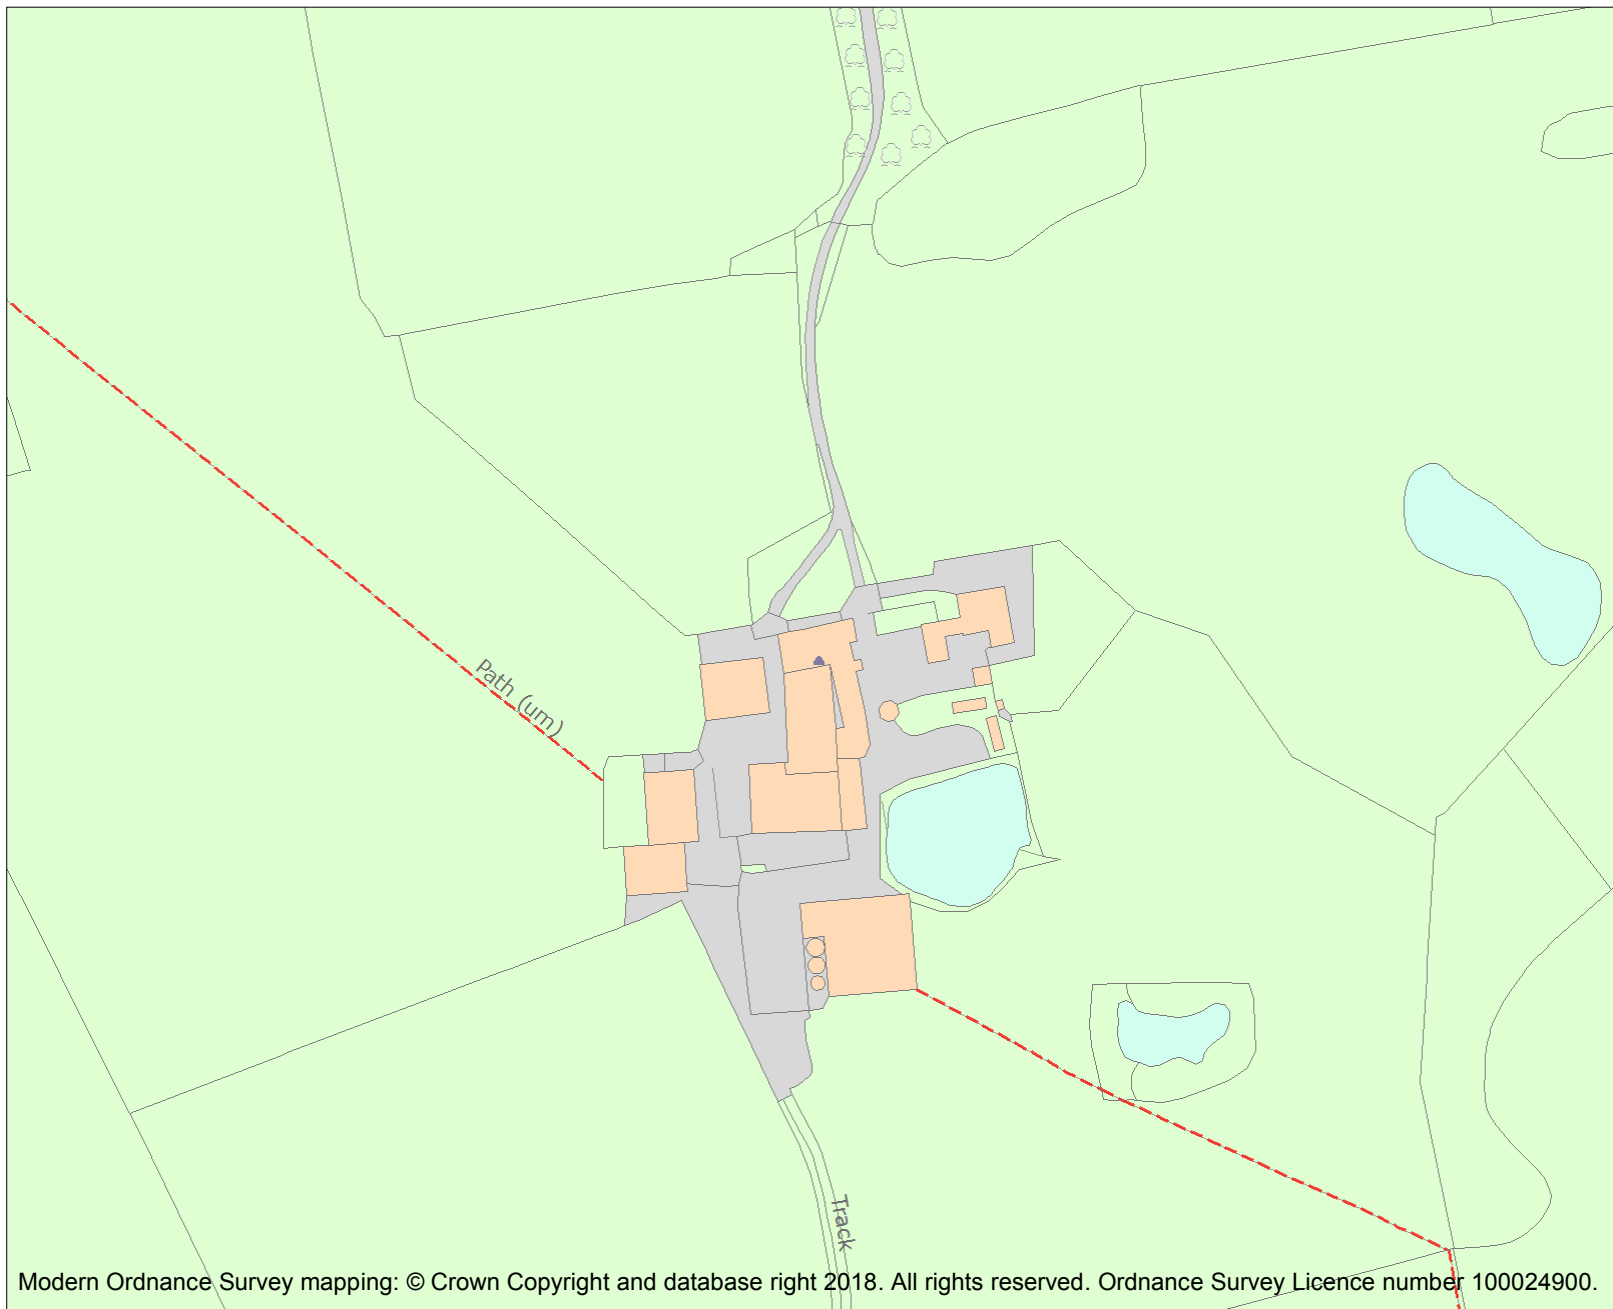 Path (um)
Track
Modern Ordnance Survey mapping: © Crown Copyright and database right 2018. All rights reserved. Ordnance Survey Licence number 100024900.